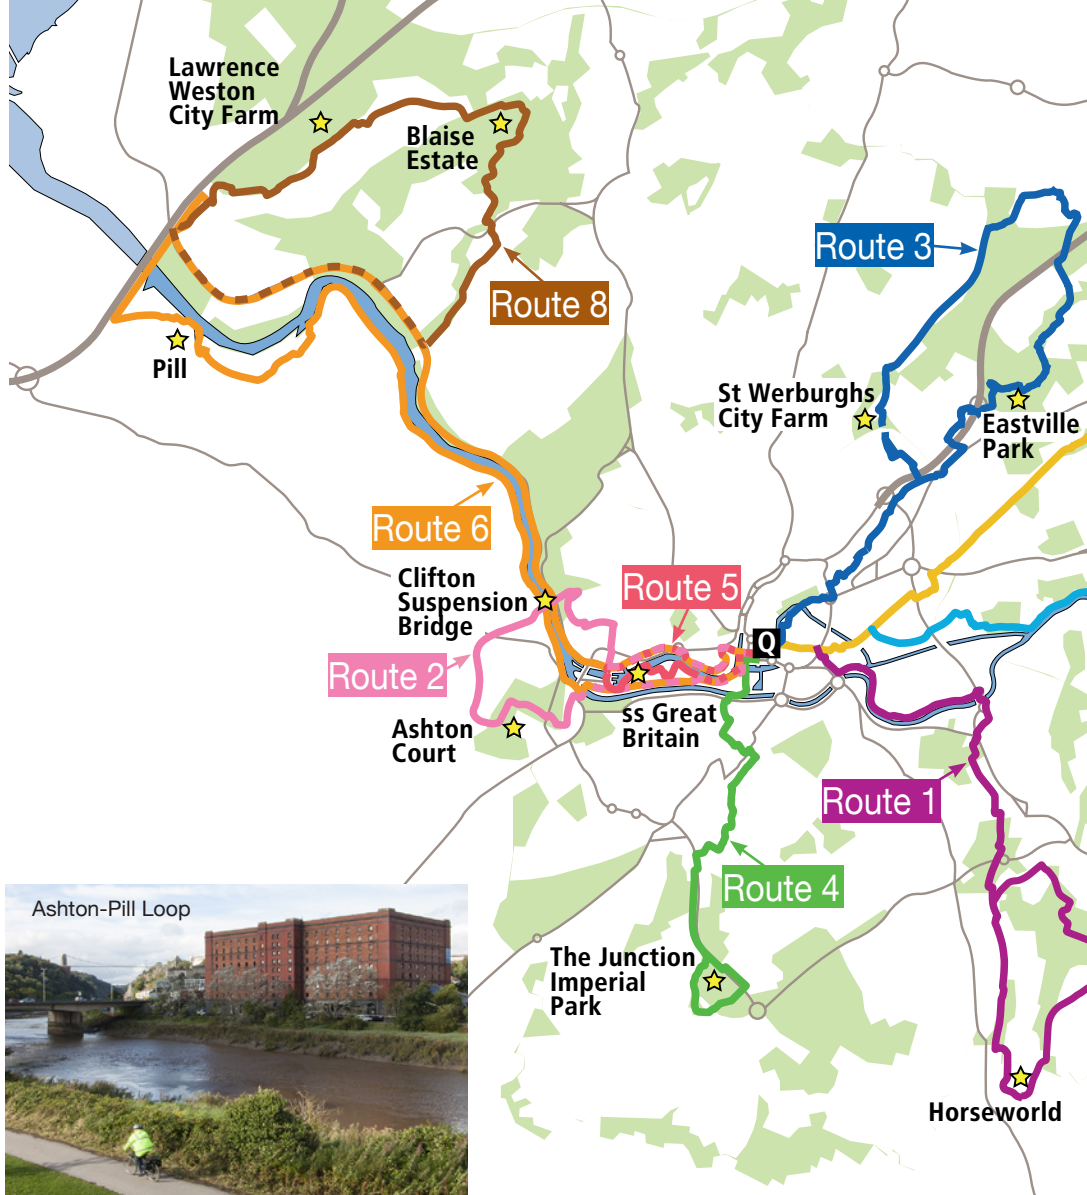 Lawrence
Weston
City Farm
Blaise
Estate
Route 3
Route 8
Pill
St Werburghs
City Farm
Eastville
Park
Route 6
Clifton
Suspension
Bridge
Route 5
Q
Route 2
ss Great
Britain
Ashton
Court
Route 1
Route 4
Ashton-Pill Loop
The Junction
Imperial
Park
Horseworld